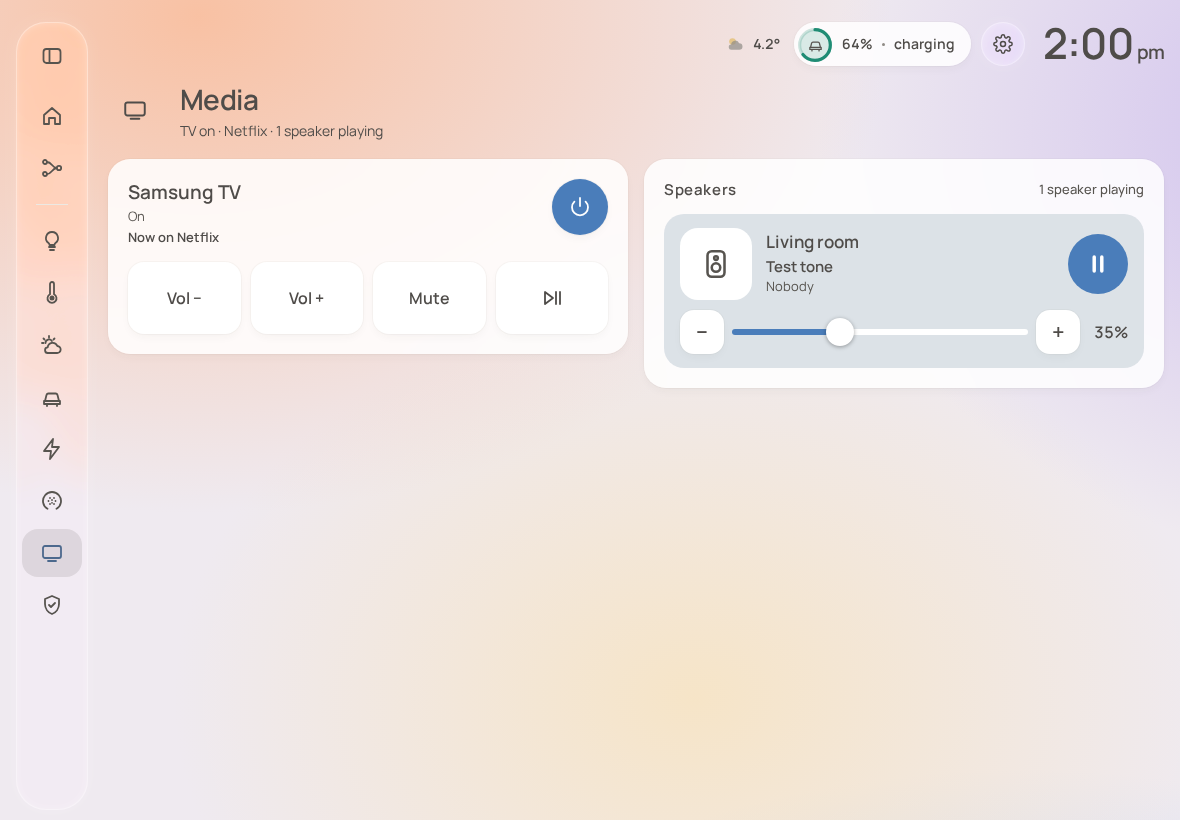 4.2°
64% • charging
2:00 pm
Media
TV on · Netflix · 1 speaker playing
Samsung TV
On
Now on Netflix
Vol −
Vol +
Mute
Speakers
1 speaker playing
Living room
Test tone
Nobody
−
+
35%